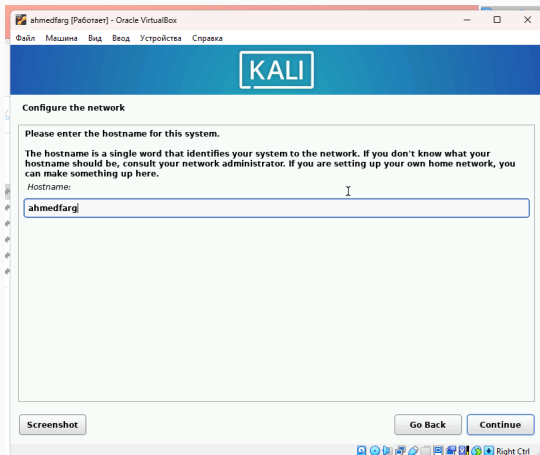 ahmedfarg [Работает] - Oracle VirtualBox
Файл Машина Вид Ввод Устройства Справка
KALI
Configure the network
Please enter the hostname for this system.
The hostname is a single word that identifies your system to the network. If you don't know what your
hostname should be, consult your network administrator. If you are setting up your own home network, you
can make something up here.
Hostname:
ahmedfarg
Screenshot Go Back Continue
Right Ctrl